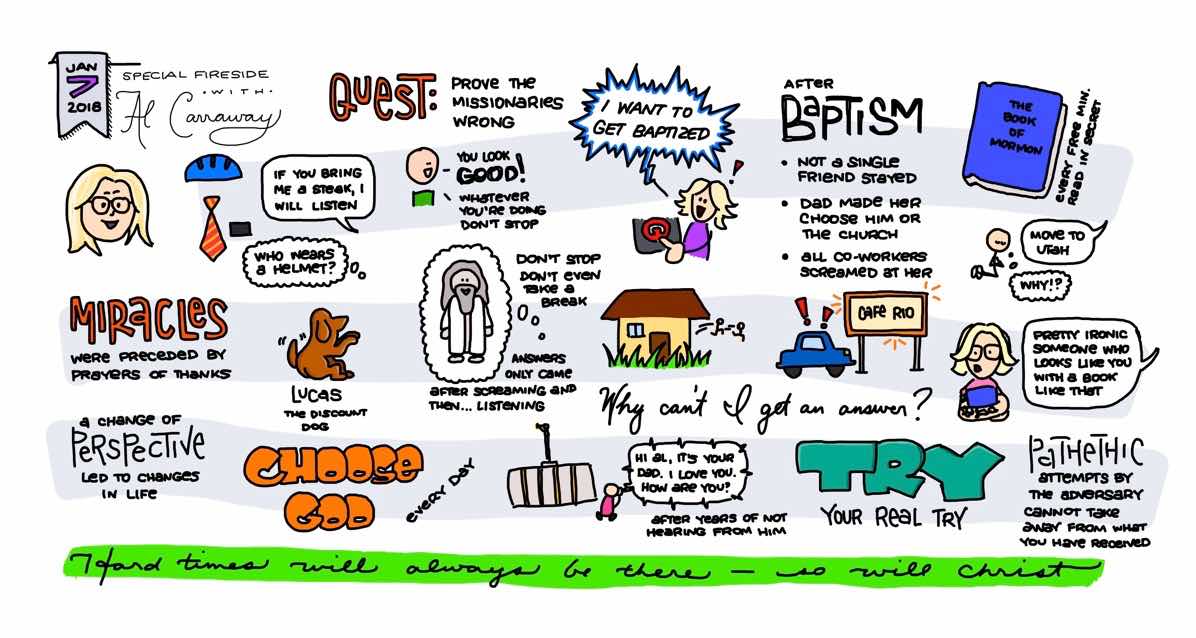 JAN
7
2018
SPECIAL FIRESIDE
· WITH ·
Al Carraway
QUEST:
PROVE THE
MISSIONARIES
WRONG
IF YOU BRING
ME A STEAK, I
WILL LISTEN
WHO WEARS
A HELMET?
YOU LOOK
GOOD!
WHATEVER
YOU'RE DOING
DON'T STOP
I WANT TO
GET BAPTIZED
!
AFTER
BAPTISM
• NOT A SINGLE
FRIEND STAYED
• DAD MADE HER
CHOOSE HIM OR
THE CHURCH
• ALL CO-WORKERS
SCREAMED AT HER
THE
BOOK
OF
MORMON
EVERY FREE MIN.
READ IN SECRET
MOVE TO
UTAH
WHY!?
MIRACLES
WERE PRECEDED BY
PRAYERS OF THANKS
LUCAS
THE DISCOUNT
DOG
DON'T STOP
DON'T EVEN
TAKE A
BREAK
ANSWERS
ONLY CAME
AFTER SCREAMING AND
THEN... LISTENING
Why can't I get an answer?
!!
CAFE RIO
PRETTY IRONIC
SOMEONE WHO
LOOKS LIKE YOU
WITH A BOOK
LIKE THAT
A CHANGE OF
PERSPECTIVE
LED TO CHANGES
IN LIFE
CHOOSE
GOD
EVERY DAY
HI AL, IT'S YOUR
DAD. I LOVE YOU.
HOW ARE YOU?
AFTER YEARS OF NOT
HEARING FROM HIM
TRY
YOUR REAL TRY
PATHETHIC
ATTEMPTS BY
THE ADVERSARY
CANNOT TAKE
AWAY FROM WHAT
YOU HAVE RECEIVED
Hard times will always be there — so will Christ